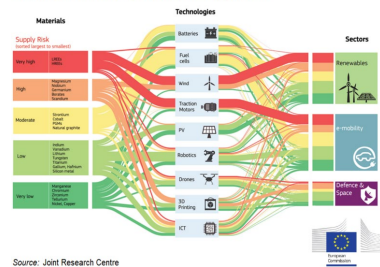 Materials
Technologies
Sectors
Supply Risk
(sorted largest to smallest)
Very high
LREEs
HREEs
High
Magnesium
Niobium
Germanium
Borates
Scandium
Moderate
Strontium
Cobalt
PGMs
Natural graphite
Low
Indium
Vanadium
Lithium
Tungsten
Titanium
Gallium, Hafnium
Silicon metal
Very low
Manganese
Chromium
Zirconium
Tellurium
Nickel, Copper
Batteries
Fuel
cells
Wind
Traction
Motors
PV
Robotics
Drones
3D
Printing
ICT
Renewables
e-mobility
Defence &
Space
European
Commission
Source: Joint Research Centre